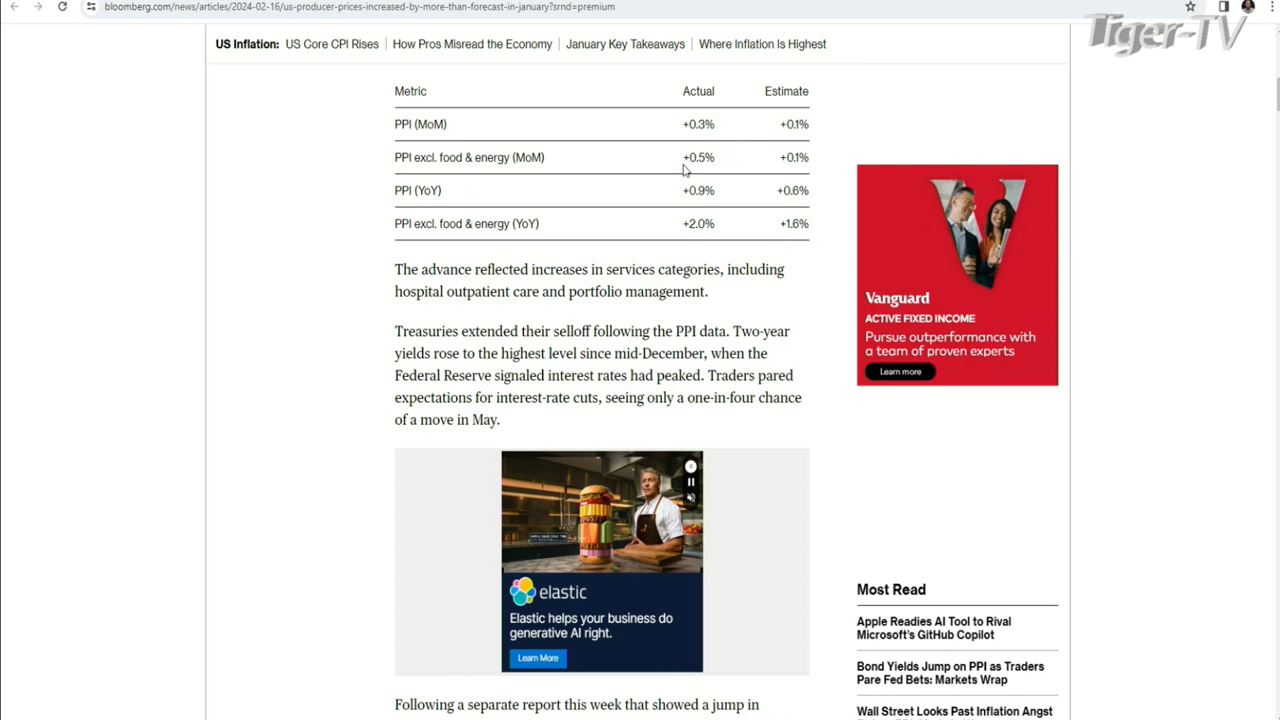 bloomberg.com/news/articles/2024-02-16/us-producer-prices-increased-by-more-than-forecast-in-january?srnd=premium
Tiger-TV
US Inflation: US Core CPI Rises | How Pros Misread the Economy | January Key Takeaways | Where Inflation Is Highest
Metric Actual Estimate
PPI (MoM) +0.3% +0.1%
PPI excl. food & energy (MoM) +0.5% +0.1%
PPI (YoY) +0.9% +0.6%
PPI excl. food & energy (YoY) +2.0% +1.6%
The advance reflected increases in services categories, including
hospital outpatient care and portfolio management.
Treasuries extended their selloff following the PPI data. Two-year
yields rose to the highest level since mid-December, when the
Federal Reserve signaled interest rates had peaked. Traders pared
expectations for interest-rate cuts, seeing only a one-in-four chance
of a move in May.
elastic
Elastic helps your business do
generative AI right.
Learn More
Following a separate report this week that showed a jump in
Vanguard
ACTIVE FIXED INCOME
Pursue outperformance with
a team of proven experts
Learn more
Most Read
Apple Readies AI Tool to Rival
Microsoft's GitHub Copilot
Bond Yields Jump on PPI as Traders
Pare Fed Bets: Markets Wrap
Wall Street Looks Past Inflation Angst